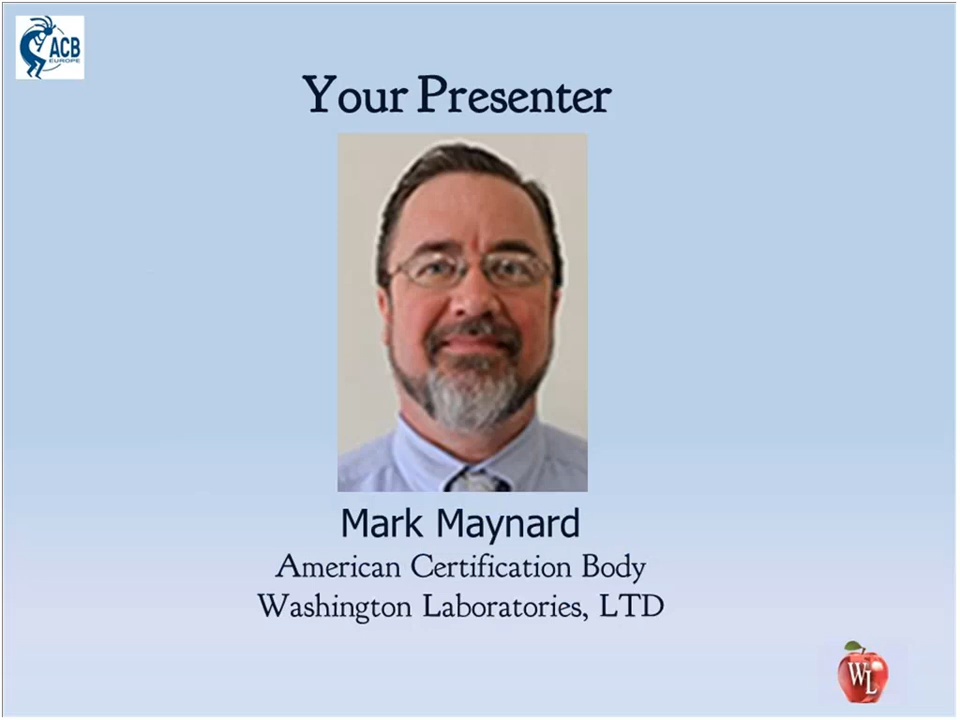 ACB
EUROPE
Your Presenter
Mark Maynard
American Certification Body
Washington Laboratories, LTD
WL